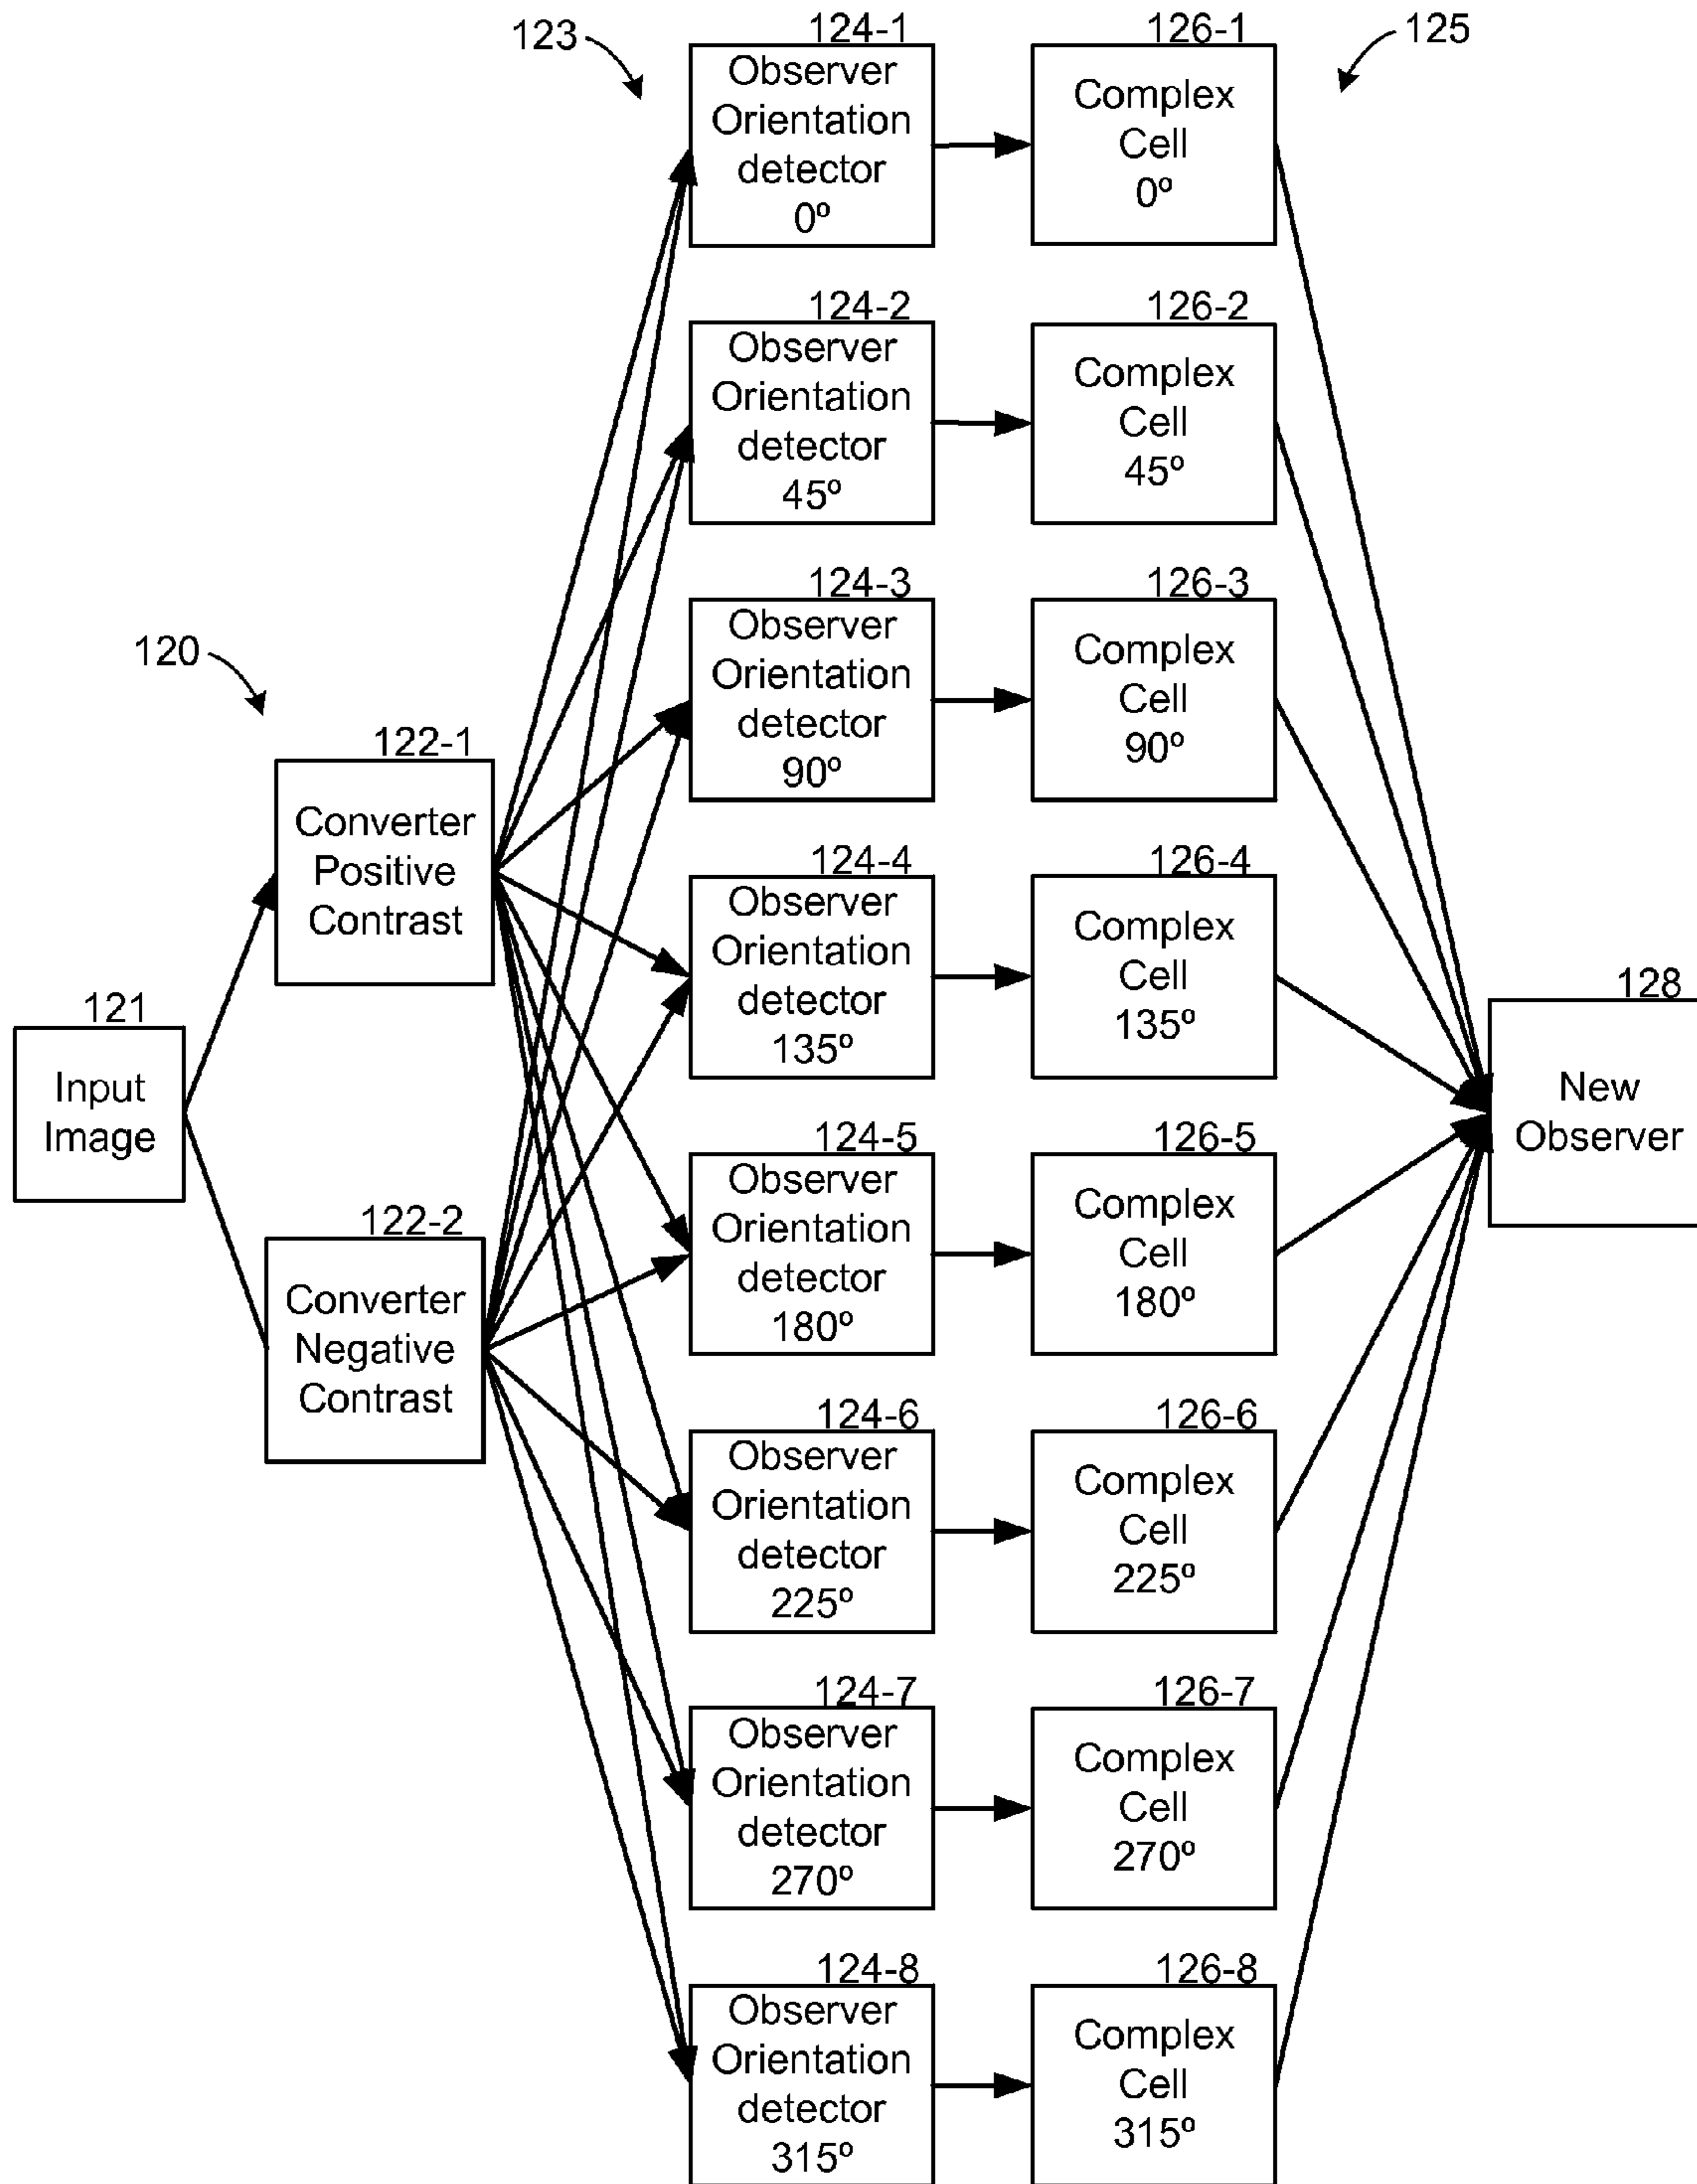 123
125
124-1
Observer
Orientation
detector
0º
126-1
Complex
Cell
0º
124-2
Observer
Orientation
detector
45º
126-2
Complex
Cell
45º
124-3
Observer
Orientation
detector
90º
126-3
Complex
Cell
90º
120
122-1
Converter
Positive
Contrast
124-4
Observer
Orientation
detector
135º
126-4
Complex
Cell
135º
121
Input
Image
128
New
Observer
122-2
Converter
Negative
Contrast
124-5
Observer
Orientation
detector
180º
126-5
Complex
Cell
180º
124-6
Observer
Orientation
detector
225º
126-6
Complex
Cell
225º
124-7
Observer
Orientation
detector
270º
126-7
Complex
Cell
270º
124-8
Observer
Orientation
detector
315º
126-8
Complex
Cell
315º